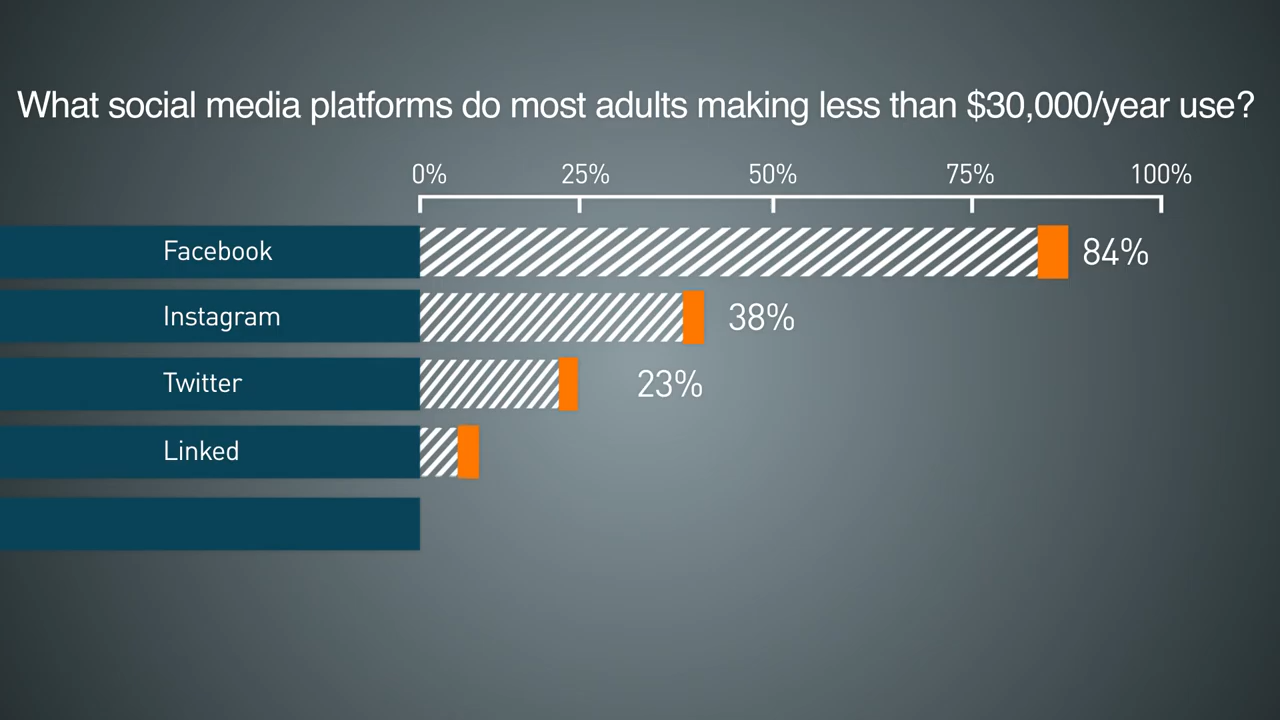 What social media platforms do most adults making less than $30,000/year use?
0% 25% 50% 75% 100%
Facebook 84%
Instagram 38%
Twitter 23%
Linked